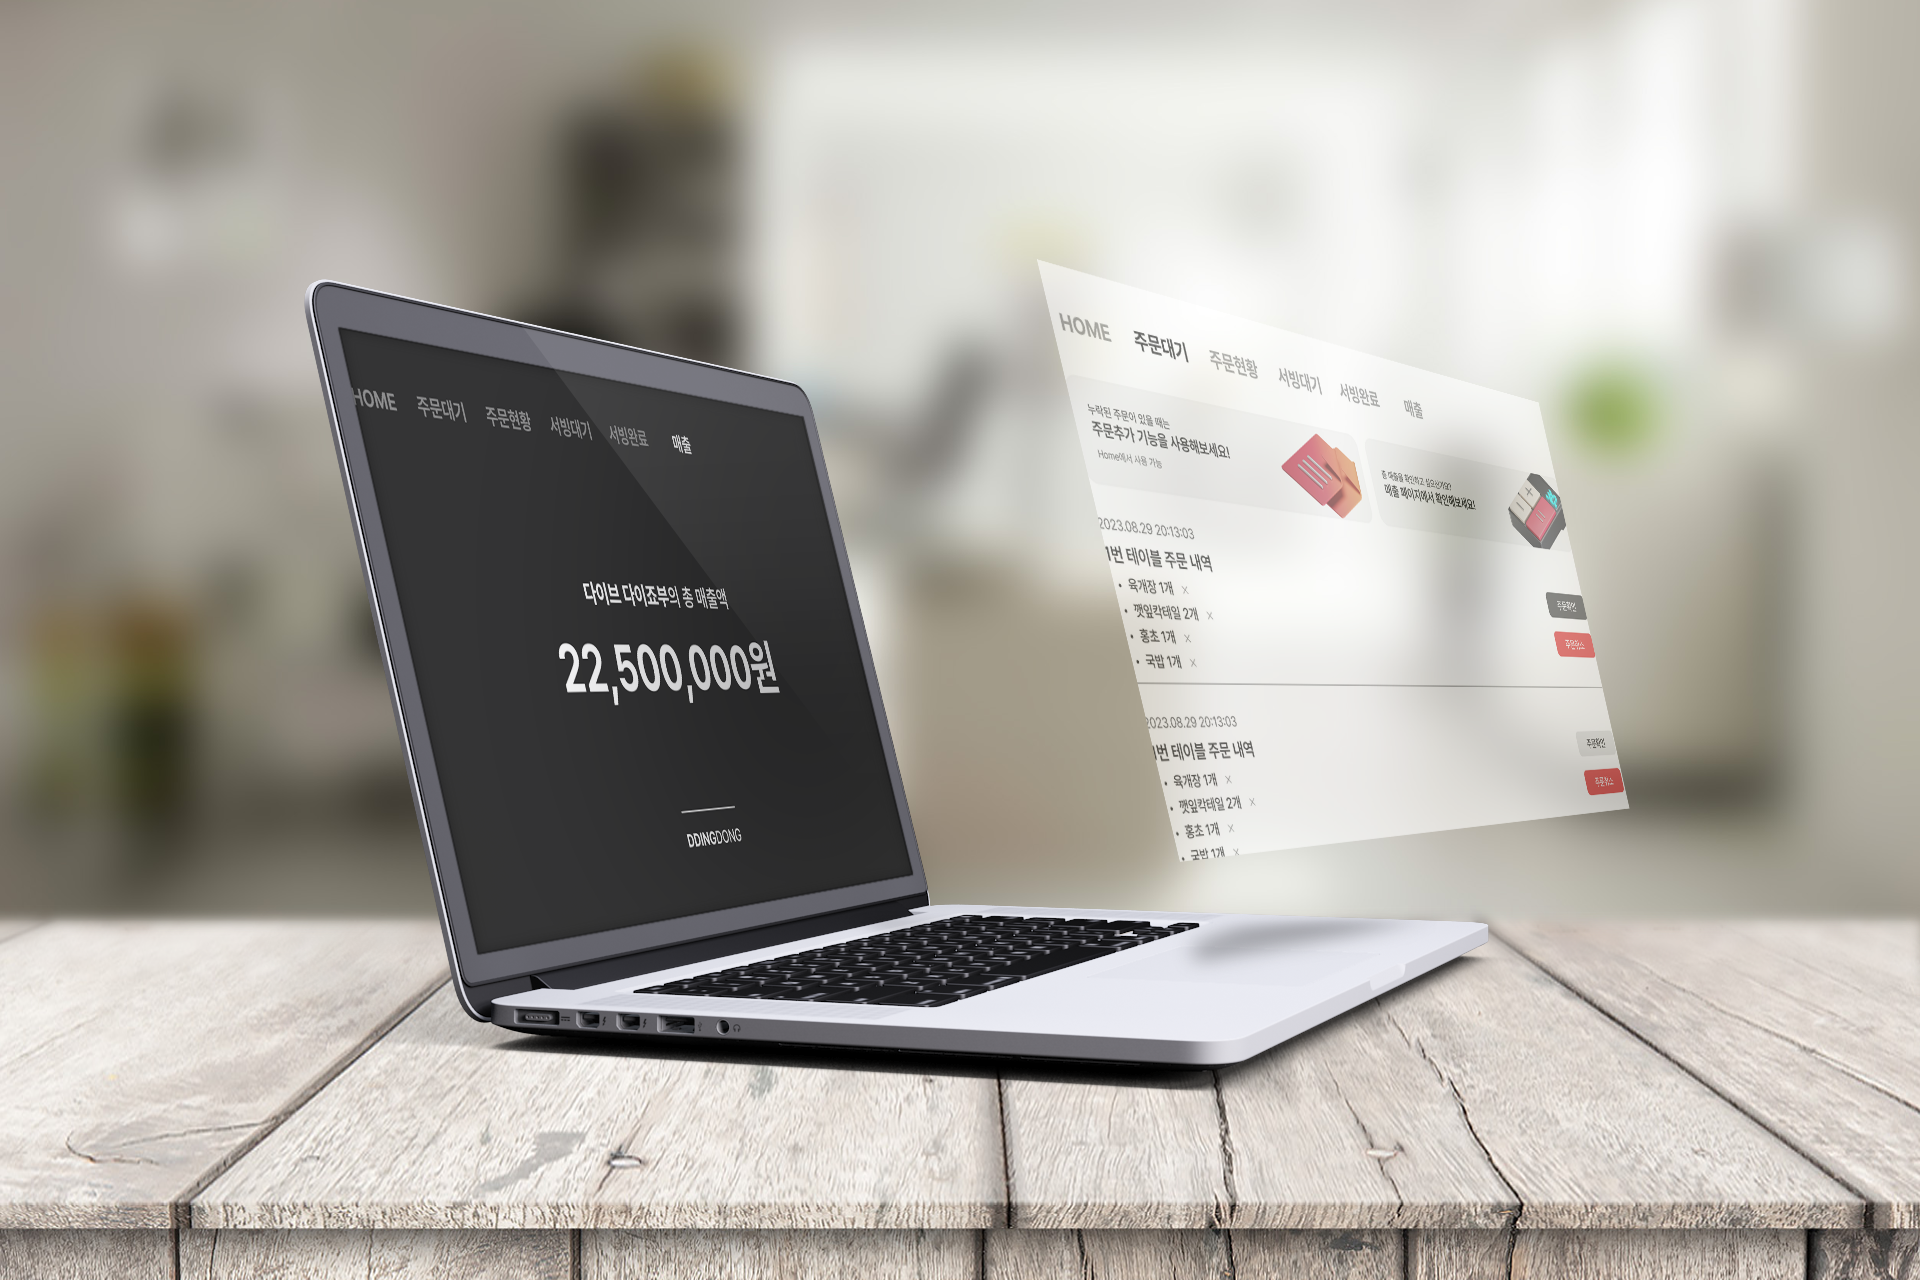 HOME 주문대기 주문현황 서빙대기 서빙완료 매출
다이브 다이죠부의 총 매출액
22,500,000원
DDINGDONG
HOME 주문대기 주문현황 서빙대기 서빙완료 매출
누락된 주문이 있을 때는
주문추가 기능을 사용해보세요!
Home에서 사용 가능
총 매출을 확인하고 싶으신가요?
매출 페이지에서 확인해보세요!
2023.08.29 20:13:03
1번 테이블 주문 내역
• 육개장 1개 ×
• 깻잎칵테일 2개 ×
• 홍초 1개 ×
• 국밥 1개 ×
주문확인
주문취소
2023.08.29 20:13:03
1번 테이블 주문 내역
• 육개장 1개 ×
• 깻잎칵테일 2개 ×
• 홍초 1개 ×
• 국밥 1개 ×
주문확인
주문취소